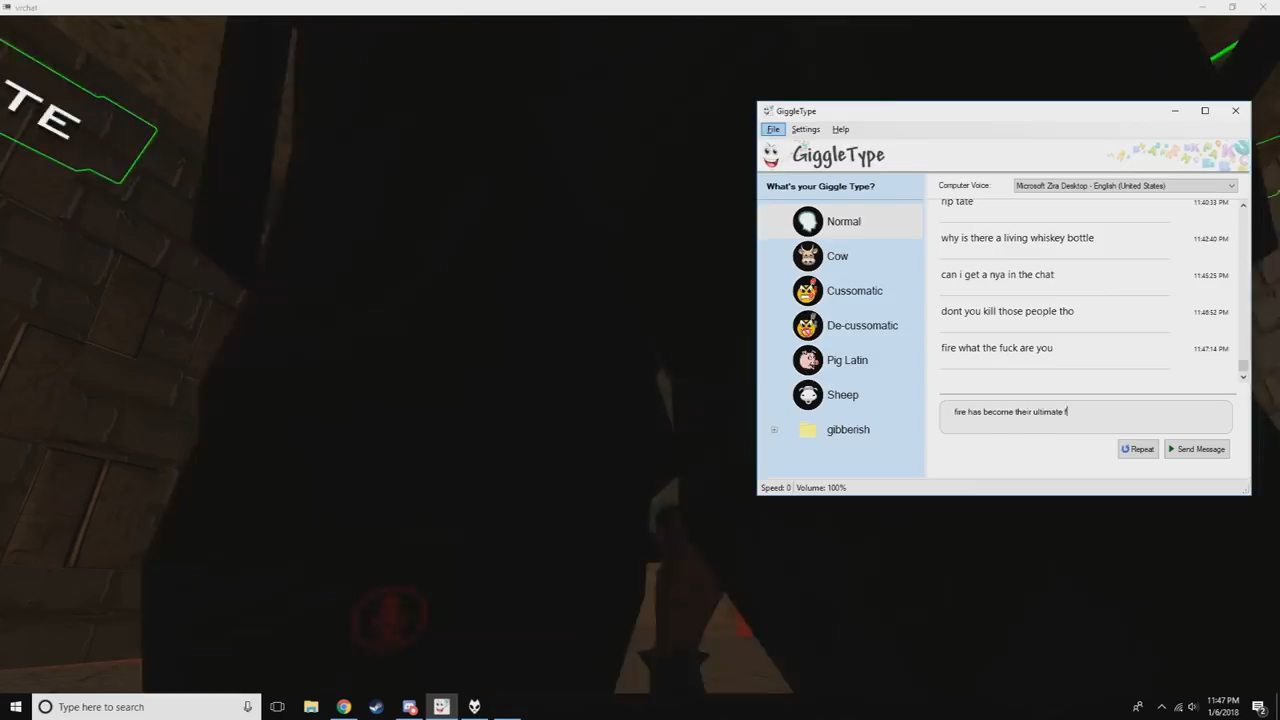 vrchat
TE
GiggleType
File Settings Help
GiggleType
What's your Giggle Type?
Computer Voice: Microsoft Zira Desktop - English (United States)
Normal
Cow
Cussomatic
De-cussomatic
Pig Latin
Sheep
gibberish
rip tate 11:40:33 PM
why is there a living whiskey bottle 11:42:40 PM
can i get a nya in the chat 11:45:25 PM
dont you kill those people tho 11:46:52 PM
fire what the fuck are you 11:47:14 PM
fire has become their ultimate f
Repeat Send Message
Speed: 0 Volume: 100%
Type here to search
11:47 PM
1/6/2018
2